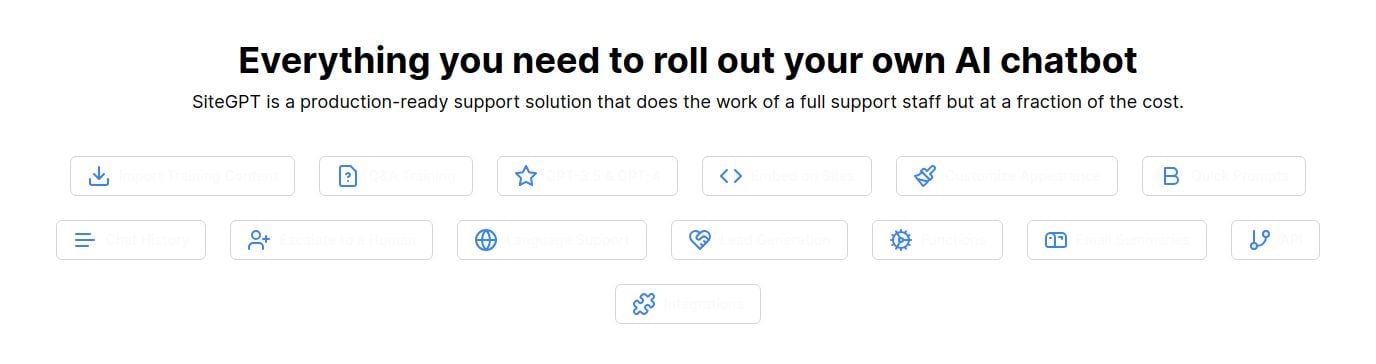 Everything you need to roll out your own AI chatbot
SiteGPT is a production-ready support solution that does the work of a full support staff but at a fraction of the cost.
Import Training Content Q&A Training GPT-3.5 & GPT-4 Embed on Sites Customize Appearance Quick Prompts
Chat History Escalate to a Human Language Support Lead Generation Functions Email Summaries API
Integrations